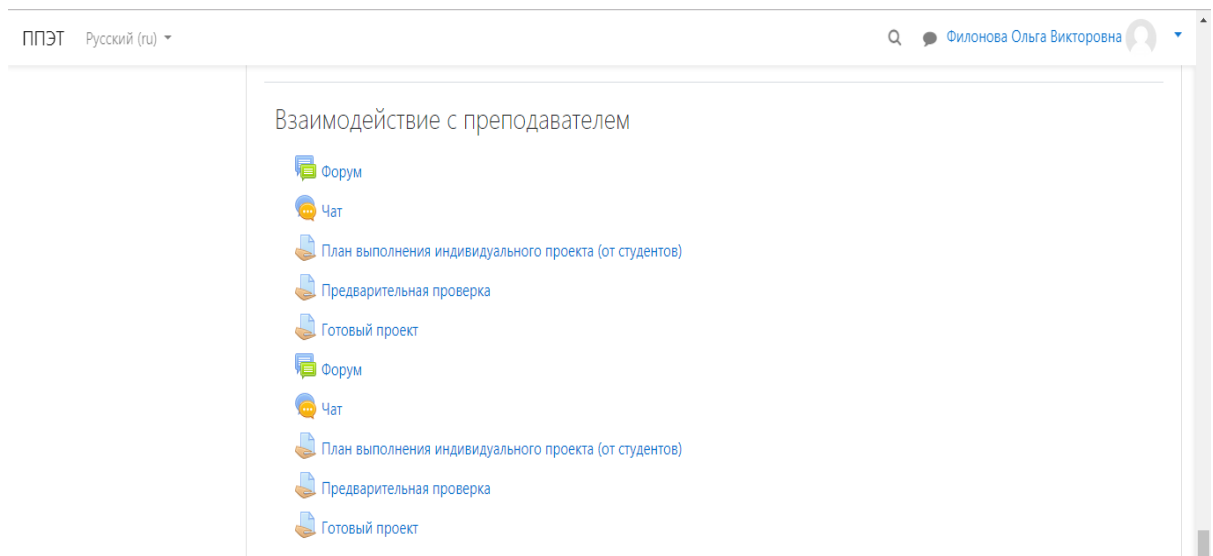 ППЭТ Русский (ru) Филонова Ольга Викторовна
Взаимодействие с преподавателем
Форум
Чат
План выполнения индивидуального проекта (от студентов)
Предварительная проверка
Готовый проект
Форум
Чат
План выполнения индивидуального проекта (от студентов)
Предварительная проверка
Готовый проект